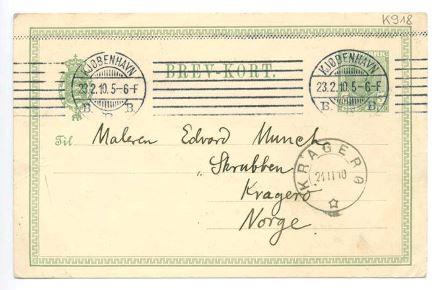 K918
KJØBENHAVN
23.2.10.5-6-F
B. B.
BREV-KORT.
KJØBENHAVN
23.2.10.5-6-F
B. B.
Til
Maleren Edvard Munch
"Skrubben
Kragerø
Norge
KRAGERØ
24 II 10